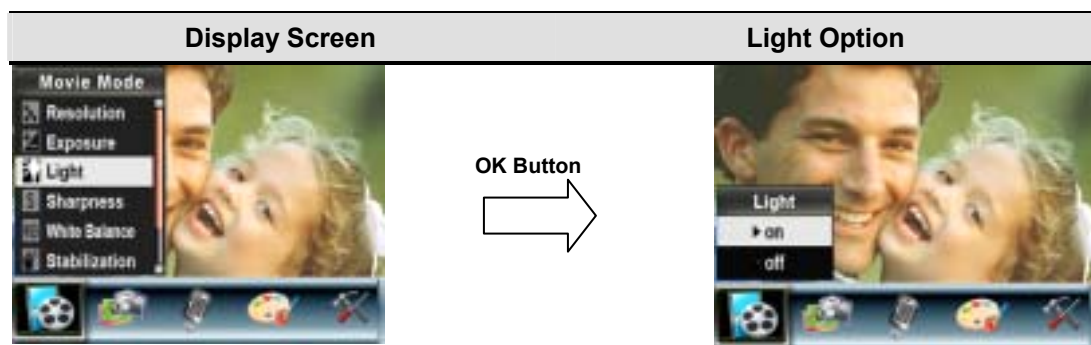 Display Screen
Light Option
Movie Mode
Resolution
Exposure
Light
Sharpness
White Balance
Stabilization
OK Button
Light
on
off